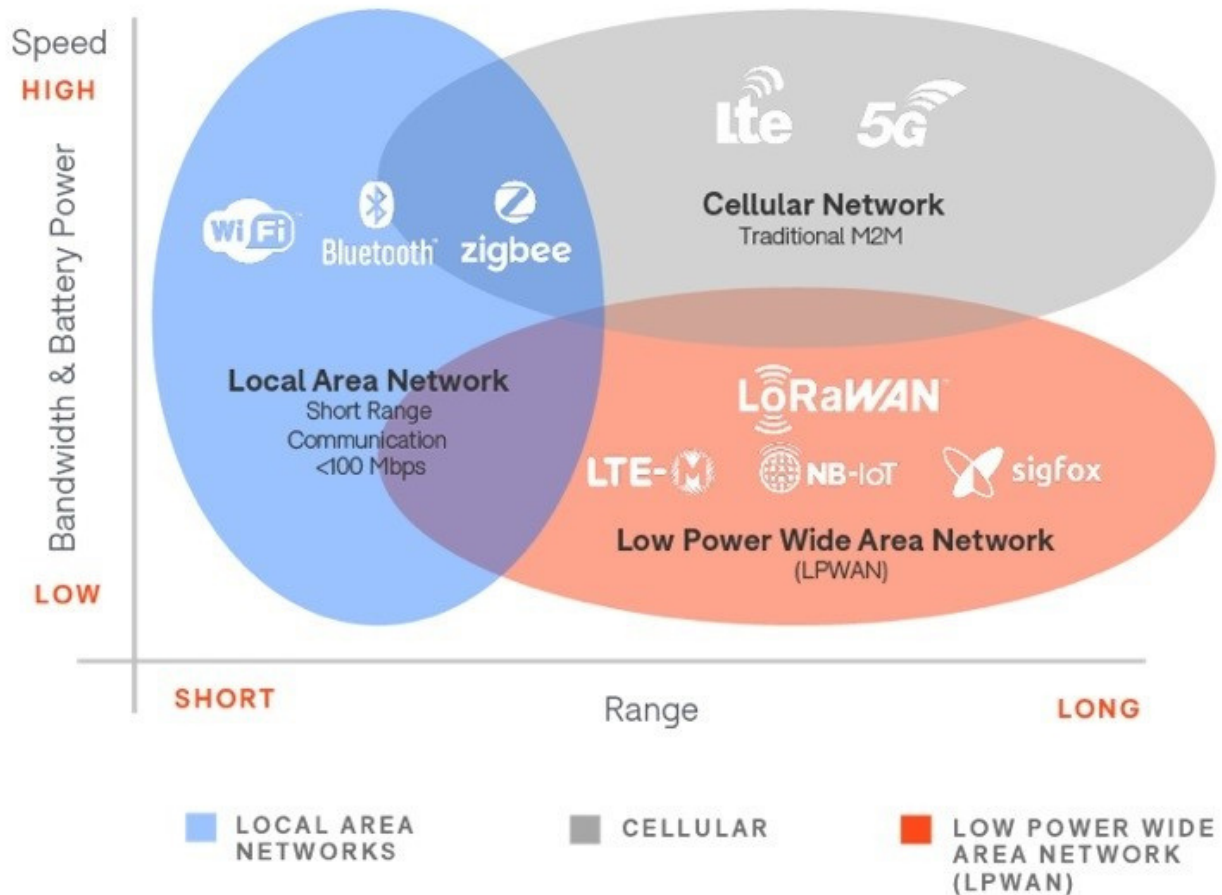 Speed
HIGH
Bandwidth & Battery Power
LOW
Lte
5G
Cellular Network
Traditional M2M
WiFi
Bluetooth
zigbee
Local Area Network
Short Range
Communication
<100 Mbps
LoRaWAN
LTE-M
NB-IoT
sigfox
Low Power Wide Area Network
(LPWAN)
SHORT
Range
LONG
LOCAL AREA
NETWORKS
CELLULAR
LOW POWER WIDE
AREA NETWORK
(LPWAN)